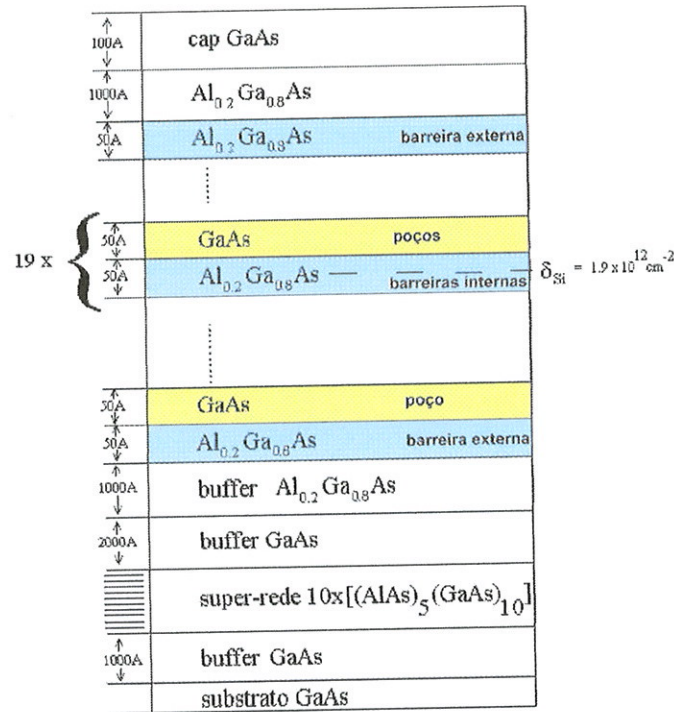 100A cap GaAs
1000A Al0.2Ga0.8As
50A Al0.2Ga0.8As barreira externa
50A GaAs poços
19 x
50A Al0.2Ga0.8As barreiras internas δSi = 1.9 x 10^12 cm^-2
50A GaAs poço
50A Al0.2Ga0.8As barreira externa
1000A buffer Al0.2Ga0.8As
2000A buffer GaAs
super-rede 10x[(AlAs)5(GaAs)10]
1000A buffer GaAs
substrato GaAs